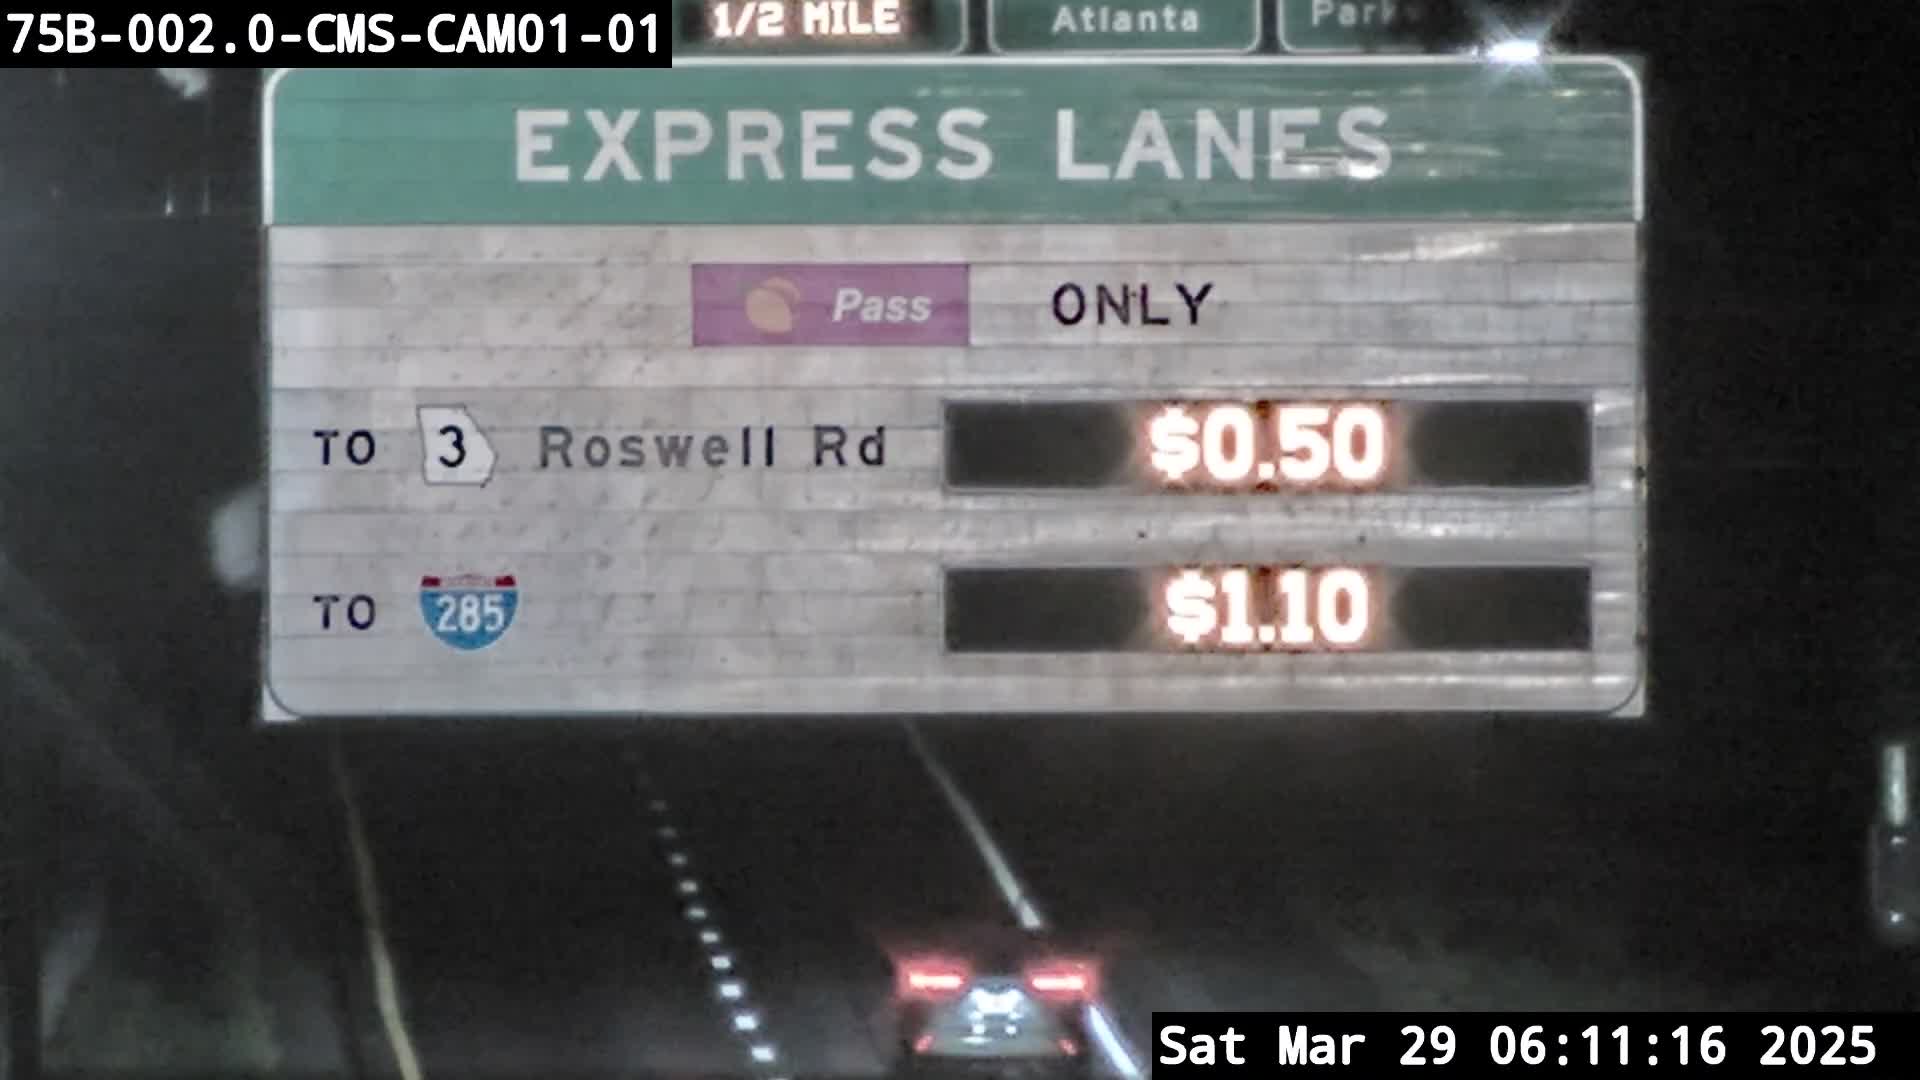 75B-002.0-CMS-CAM01-01
1/2 MILE
Atlanta
EXPRESS LANES
Pass ONLY
TO 3 Roswell Rd $0.50
TO 285 $1.10
Sat Mar 29 06:11:16 2025